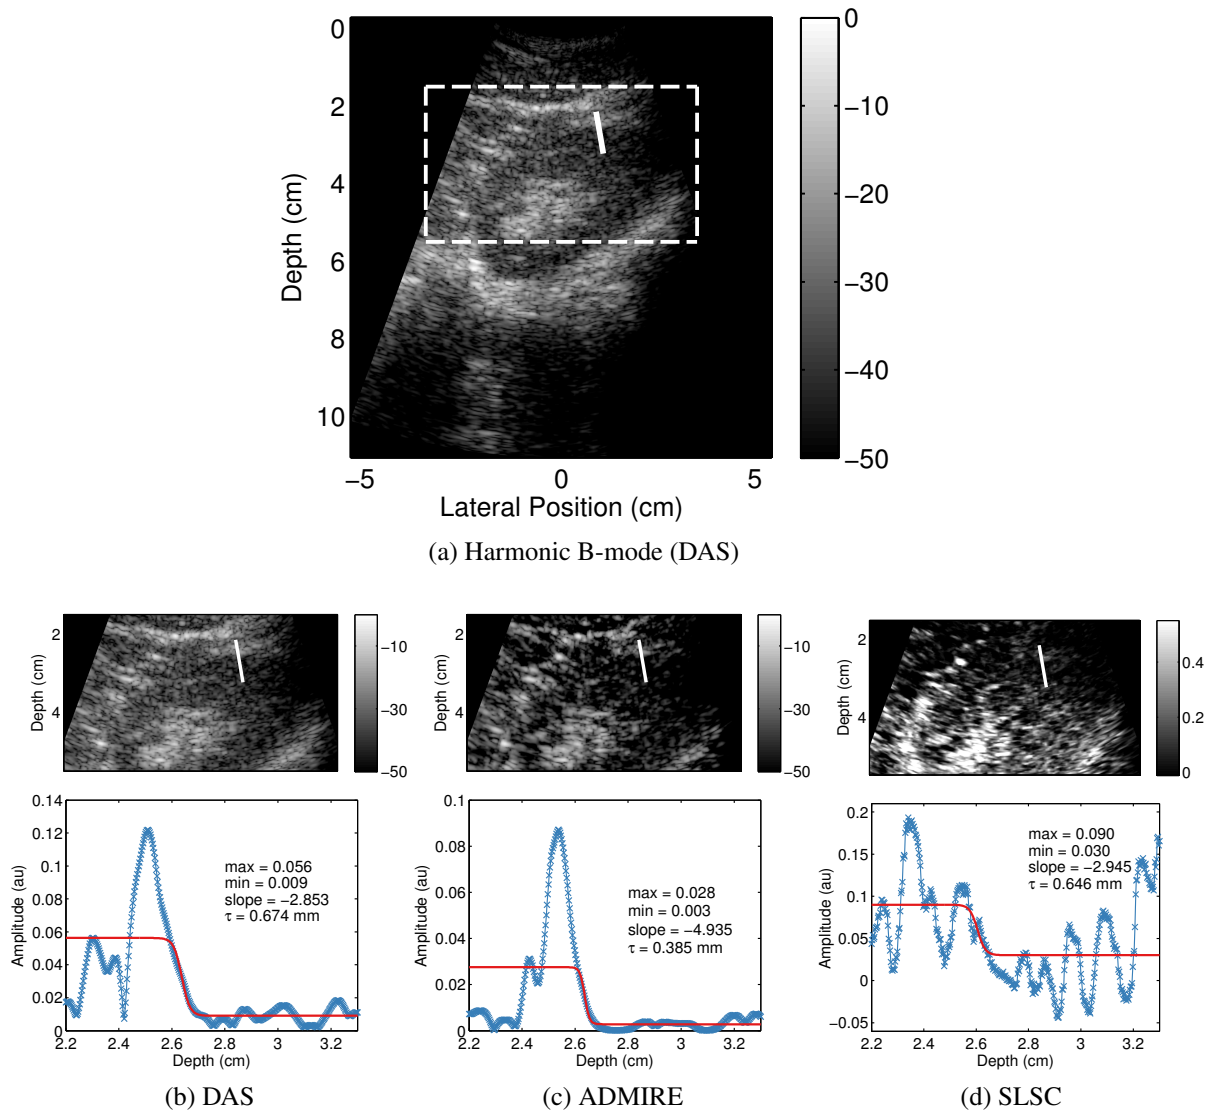 0
2
4
6
8
10
Depth (cm)
−5
0
5
Lateral Position (cm)
0
−10
−20
−30
−40
−50
(a) Harmonic B-mode (DAS)
Depth (cm)
2
4
−10
−30
−50
Depth (cm)
2
4
−10
−30
−50
Depth (cm)
2
4
0.4
0.2
0
Amplitude (au)
0.14
0.12
0.1
0.08
0.06
0.04
0.02
0
max = 0.056
min = 0.009
slope = −2.853
τ = 0.674 mm
2.2
2.4
2.6
2.8
3
3.2
Depth (cm)
(b) DAS
Amplitude (au)
0.1
0.08
0.06
0.04
0.02
0
max = 0.028
min = 0.003
slope = −4.935
τ = 0.385 mm
2.2
2.4
2.6
2.8
3
3.2
Depth (cm)
(c) ADMIRE
Amplitude (au)
0.2
0.15
0.1
0.05
0
−0.05
max = 0.090
min = 0.030
slope = −2.945
τ = 0.646 mm
2.2
2.4
2.6
2.8
3
3.2
Depth (cm)
(d) SLSC